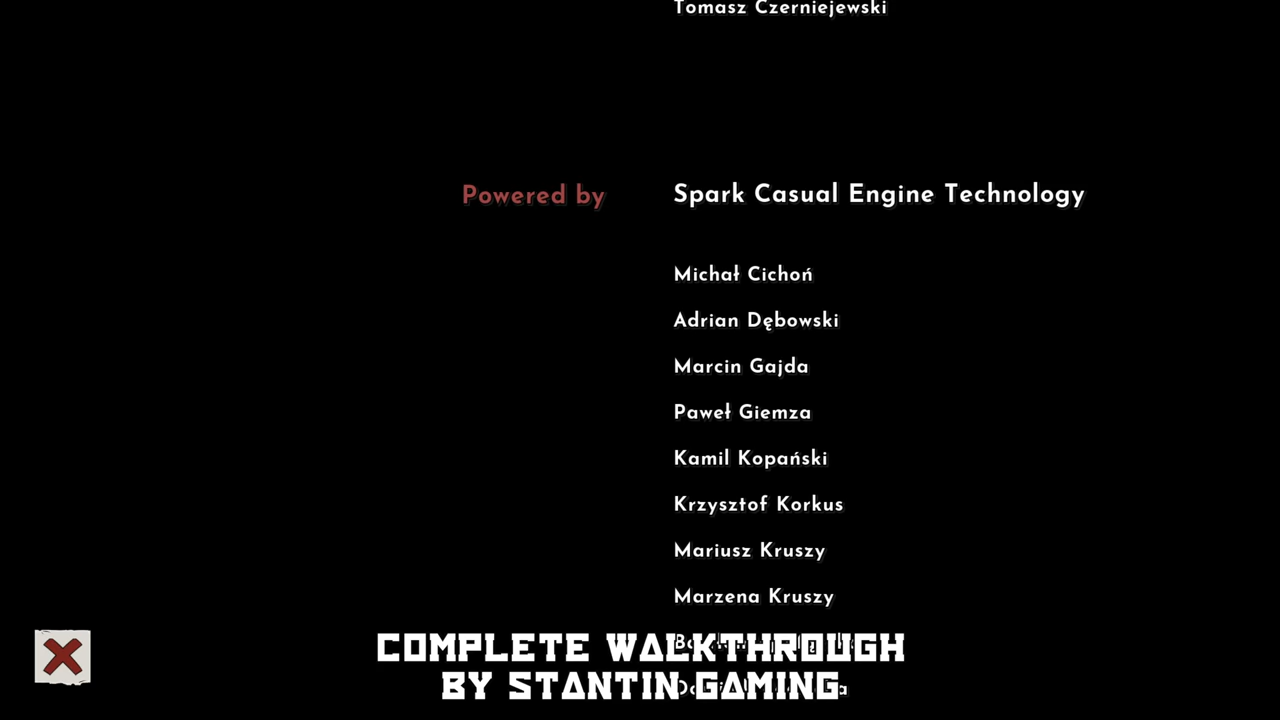 Tomasz Czerniejewski
Powered by Spark Casual Engine Technology
Michał Cichoń
Adrian Dębowski
Marcin Gajda
Paweł Giemza
Kamil Kopański
Krzysztof Korkus
Mariusz Kruszy
Marzena Kruszy
COMPLETE WALKTHROUGH
BY STANTIN GAMING